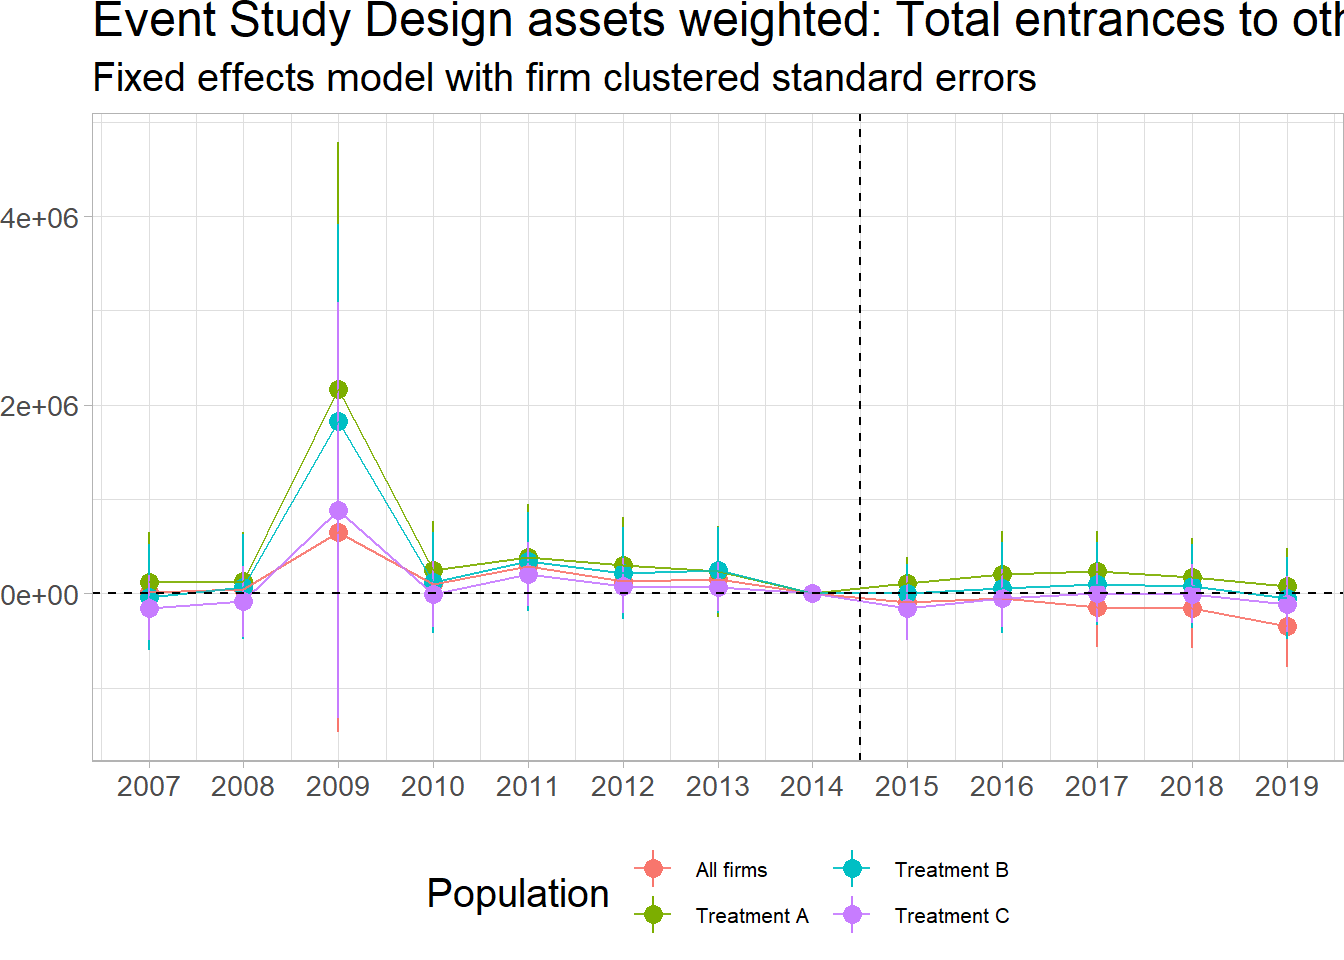 Event Study Design assets weighted: Total entrances to oth
Fixed effects model with firm clustered standard errors
4e+06
2e+06
0e+00
2007 2008 2009 2010 2011 2012 2013 2014 2015 2016 2017 2018 2019
Population
All firms
Treatment A
Treatment B
Treatment C